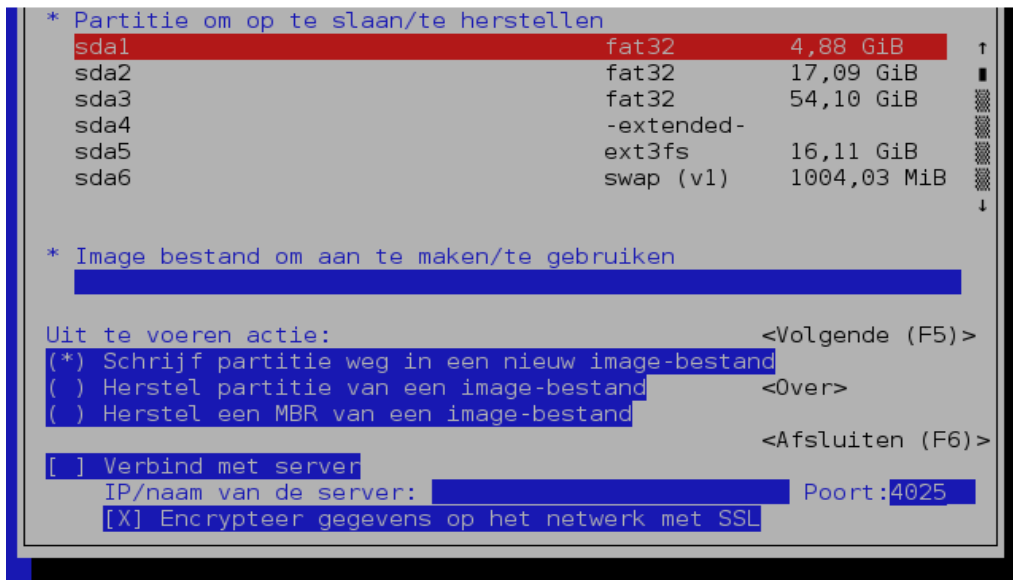 * Partitie om op te slaan/te herstellen
sda1 fat32 4,88 GiB
sda2 fat32 17,09 GiB
sda3 fat32 54,10 GiB
sda4 -extended-
sda5 ext3fs 16,11 GiB
sda6 swap (v1) 1004,03 MiB
* Image bestand om aan te maken/te gebruiken
Uit te voeren actie: <Volgende (F5)>
(*) Schrijf partitie weg in een nieuw image-bestand
( ) Herstel partitie van een image-bestand <Over>
( ) Herstel een MBR van een image-bestand
<Afsluiten (F6)>
[ ] Verbind met server
IP/naam van de server: Poort:4025
[X] Encrypteer gegevens op het netwerk met SSL